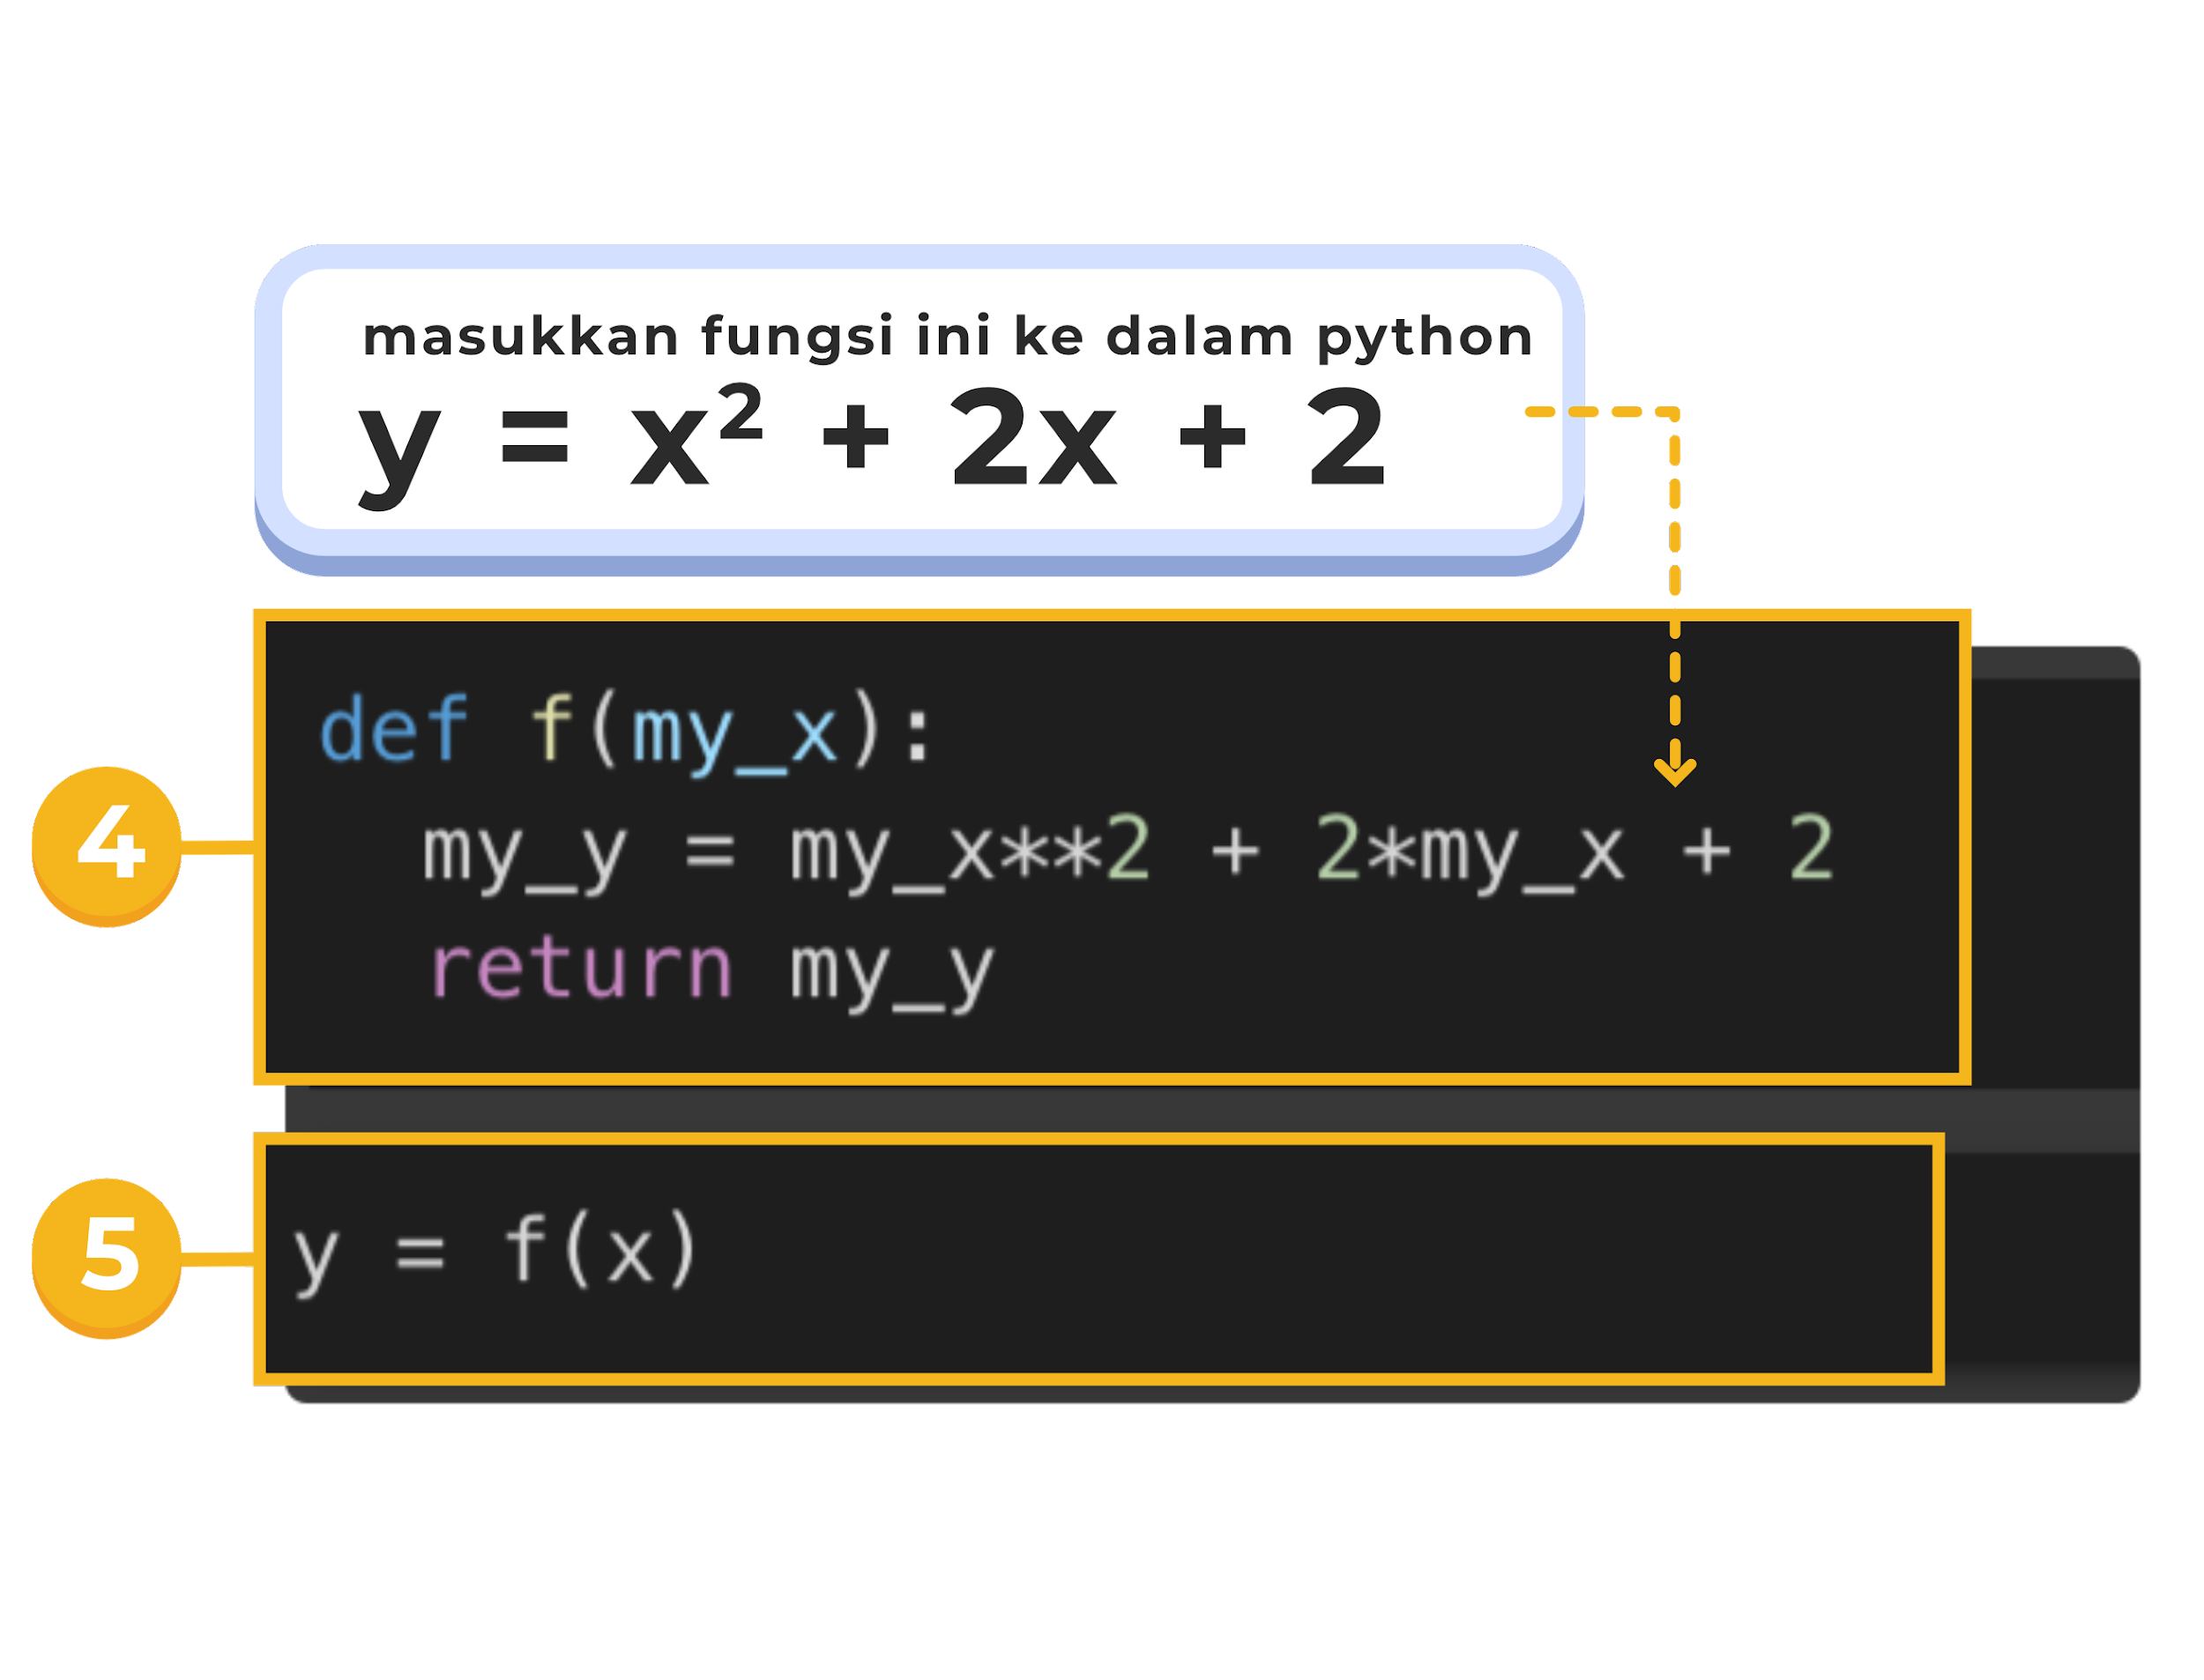 masukkan fungsi ini ke dalam python
y = x² + 2x + 2
4
def f(my_x):
my_y = my_x**2 + 2*my_x + 2
return my_y
5
y = f(x)